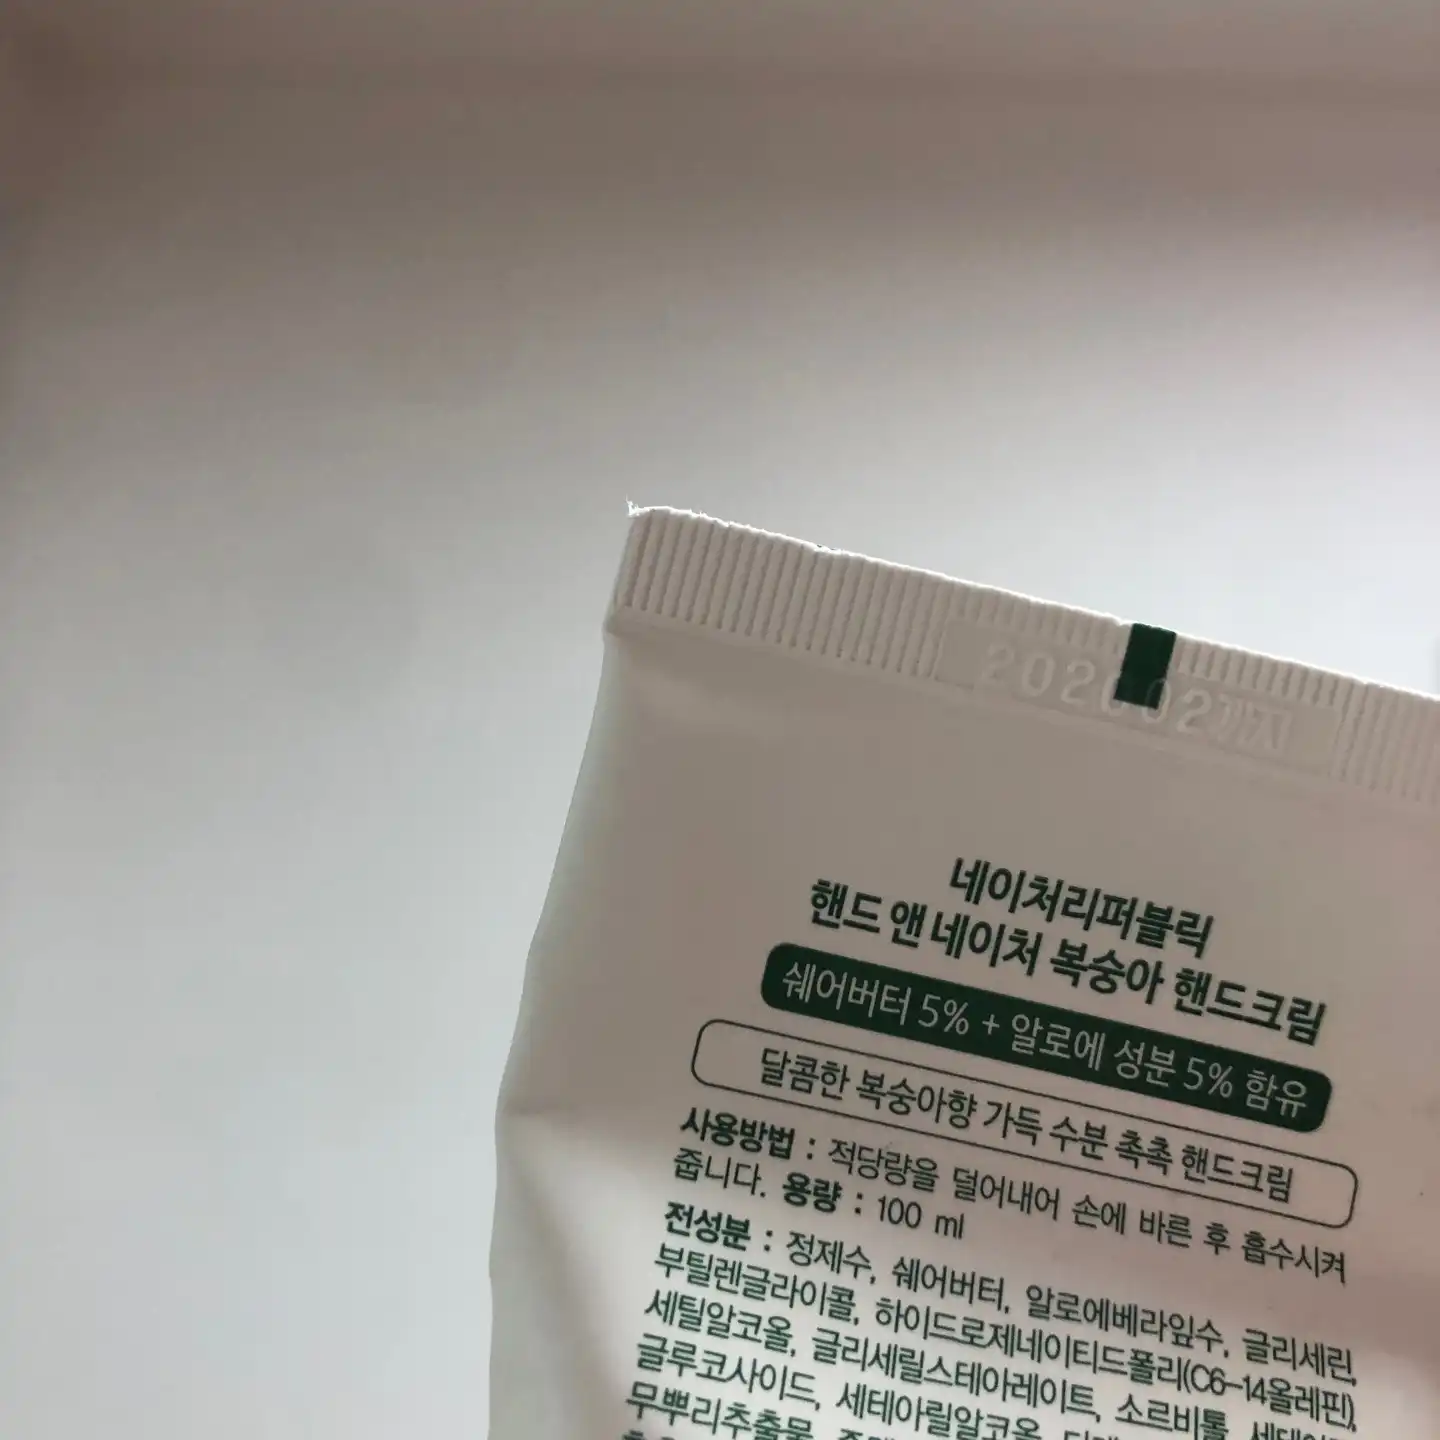 네이처리퍼블릭
핸드 앤 네이처 복숭아 핸드크림
쉐어버터 5% + 알로에 성분 5% 함유
달콤한 복숭아향 가득 수분 촉촉 핸드크림
사용방법 : 적당량을 덜어내어 손에 바른 후 흡수시켜
줍니다. 용량 : 100 ml
전성분 : 정제수, 쉐어버터, 알로에베라잎수, 글리세린,
부틸렌글라이콜, 하이드로제네이티드폴리(C6-14올레핀),
세틸알코올, 글리세릴스테아레이트, 소르비톨,
글루코사이드, 세테아릴알코올,
무뿌리추출물,